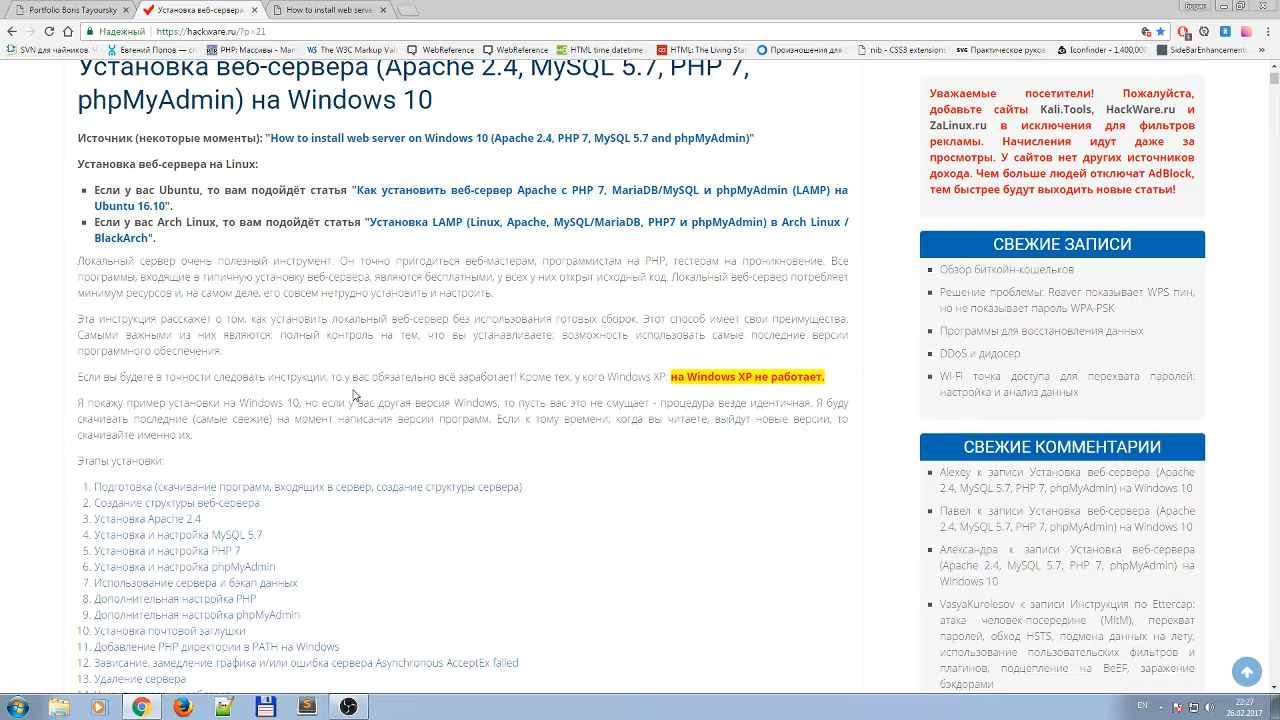 Portfolio Boris Tayoursky
Установка веб-сервера
How to install web serve
Надежный
https://hackware.ru/?p=21
SVN для чайников.
Евгений Попов — стр.
PHP: Массивы - Man
The W3C Markup Val
WebReference
WebReference
HTML time datetime
HTML: The Living Sta
Произношения для
nib - CSS3 extensions
Практическое руков
Iconfinder - 1,400,000
SideBarEnhancements
»
Установка веб-сервера (Apache 2.4, MySQL 5.7, PHP 7,
phpMyAdmin) на Windows 10
Источник (некоторые моменты): "How to install web server on Windows 10 (Apache 2.4, PHP 7, MySQL 5.7 and phpMyAdmin)"
Установка веб-сервера на Linux:
Если у вас Ubuntu, то вам подойдёт статья "Как установить веб-сервер Apache с PHP 7, MariaDB/MySQL и phpMyAdmin (LAMP) на
Ubuntu 16.10".
Если у вас Arch Linux, то вам подойдёт статья "Установка LAMP (Linux, Apache, MySQL/MariaDB, PHP7 и phpMyAdmin) в Arch Linux /
BlackArch".
Локальный сервер очень полезный инструмент. Он точно пригодиться веб-мастерам, программистам на PHP, тестерам на проникновение. Все
программы, входящие в типичную установку веб-сервера, являются бесплатными, у всех у них открыт исходный код. Локальный веб-сервер потребляет
минимум ресурсов и, на самом деле, его совсем нетрудно установить и настроить.
Эта инструкция расскажет о том, как установить локальный веб-сервер без использования готовых сборок. Этот способ имеет свои преимущества.
Самыми важными из них являются: полный контроль на тем, что вы устанавливаете; возможность использовать самые последние версии
программного обеспечения.
Если вы будете в точности следовать инструкции, то у вас обязательно всё заработает! Кроме тех, у кого Windows XP: на Windows XP не работает.
Я покажу пример установки на Windows 10, но если у вас другая версия Windows, то пусть вас это не смущает - процедура везде идентичная. Я буду
скачивать последние (самые свежие) на момент написания версии программ. Если к тому времени, когда вы читаете, выйдут новые версии, то
скачивайте именно их.
Этапы установки:
1. Подготовка (скачивание программ, входящих в сервер, создание структуры сервера)
2. Создание структуры веб-сервера
3. Установка Apache 2.4
4. Установка и настройка MySQL 5.7
5. Установка и настройка PHP 7
6. Установка и настройка phpMyAdmin
7. Использование сервера и бэкап данных
8. Дополнительная настройка PHP
9. Дополнительная настройка phpMyAdmin
10. Установка почтовой заглушки
11. Добавление PHP директории в PATH на Windows
12. Зависание, замедление трафика и/или ошибка сервера Asynchronous AcceptEx failed
13. Удаление сервера
Уважаемые посетители! Пожалуйста,
добавьте сайты Kali.Tools, HackWare.ru и
ZaLinux.ru в исключения для фильтров
рекламы. Начисления идут даже за
просмотры. У сайтов нет других источников
дохода. Чем больше людей отключат AdBlock,
тем быстрее будут выходить новые статьи!
СВЕЖИЕ ЗАПИСИ
Обзор биткойн-кошельков
Решение проблемы: Reaver показывает WPS пин,
но не показывает пароль WPA-PSK
Программы для восстановления данных
DDoS и дидосер
Wi-Fi точка доступа для перехвата паролей:
настройка и анализ данных
СВЕЖИЕ КОММЕНТАРИИ
Alexey к записи Установка веб-сервера (Apache
2.4, MySQL 5.7, PHP 7, phpMyAdmin) на Windows 10
Павел к записи Установка веб-сервера (Apache
2.4, MySQL 5.7, PHP 7, phpMyAdmin) на Windows 10
Александра к записи Установка веб-сервера
(Apache 2.4, MySQL 5.7, PHP 7, phpMyAdmin) на
Windows 10
VasyaKurolesov к записи Инструкция по Ettercap:
атака человек-посередине (MitM), перехват
паролей, обход HSTS, подмена данных на лету,
использование пользовательских фильтров и
плагинов, подцепление на BeEF, заражение
бэкдорами
EN
22:27
26.02.2017